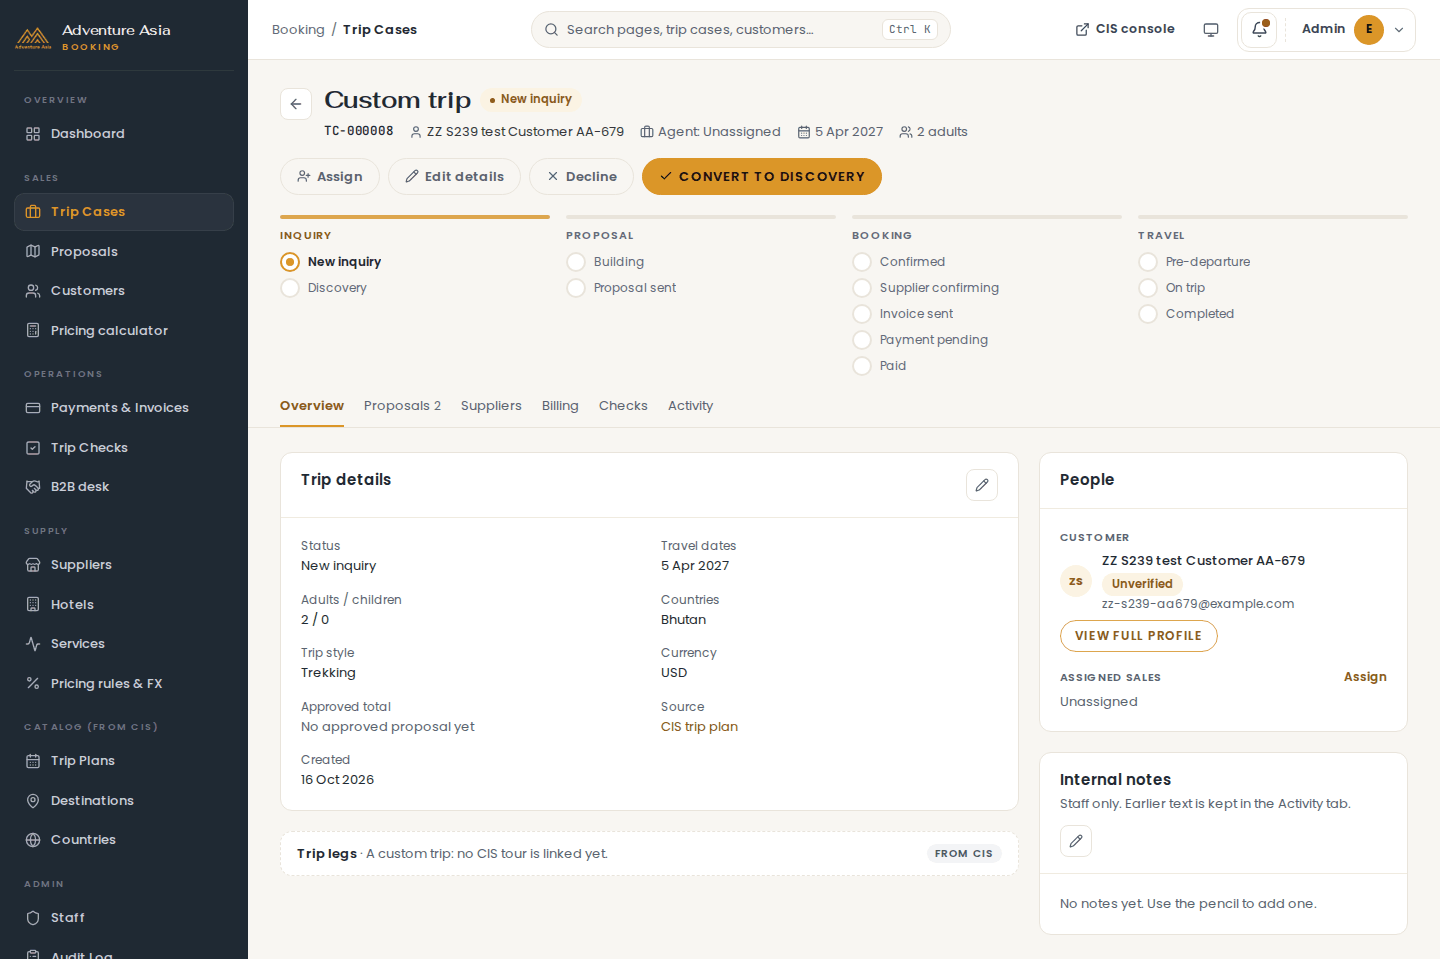 Adventure Asia
BOOKING
Adventure Asia
OVERVIEW
Dashboard
SALES
Trip Cases
Proposals
Customers
Pricing calculator
OPERATIONS
Payments & Invoices
Trip Checks
B2B desk
SUPPLY
Suppliers
Hotels
Services
Pricing rules & FX
CATALOG (FROM CIS)
Trip Plans
Destinations
Countries
ADMIN
Staff
Audit Log
Booking / Trip Cases
Search pages, trip cases, customers...
Ctrl K
CIS console
Admin
E
Custom trip
New inquiry
TC-000008
ZZ S239 test Customer AA-679
Agent: Unassigned
5 Apr 2027
2 adults
Assign
Edit details
Decline
CONVERT TO DISCOVERY
INQUIRY
New inquiry
Discovery
PROPOSAL
Building
Proposal sent
BOOKING
Confirmed
Supplier confirming
Invoice sent
Payment pending
Paid
TRAVEL
Pre-departure
On trip
Completed
Overview
Proposals 2
Suppliers
Billing
Checks
Activity
Trip details
Status
New inquiry
Travel dates
5 Apr 2027
Adults / children
2 / 0
Countries
Bhutan
Trip style
Trekking
Currency
USD
Approved total
No approved proposal yet
Source
CIS trip plan
Created
16 Oct 2026
Trip legs · A custom trip: no CIS tour is linked yet.
FROM CIS
People
CUSTOMER
zs
ZZ S239 test Customer AA-679
Unverified
zz-s239-aa679@example.com
VIEW FULL PROFILE
ASSIGNED SALES
Assign
Unassigned
Internal notes
Staff only. Earlier text is kept in the Activity tab.
No notes yet. Use the pencil to add one.